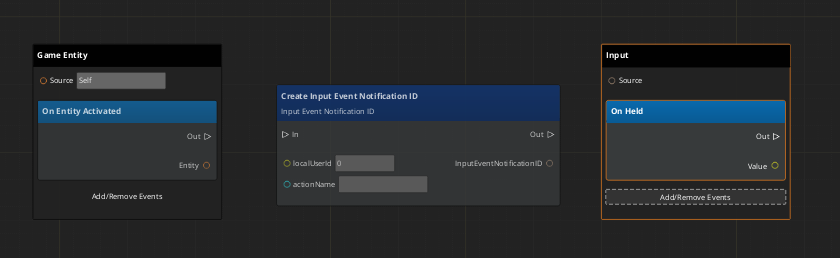 Game Entity
Source Self
On Entity Activated
Out
Entity
Add/Remove Events
Create Input Event Notification ID
Input Event Notification ID
In Out
localUserId 0 InputEventNotificationID
actionName
Input
Source
On Held
Out
Value
Add/Remove Events